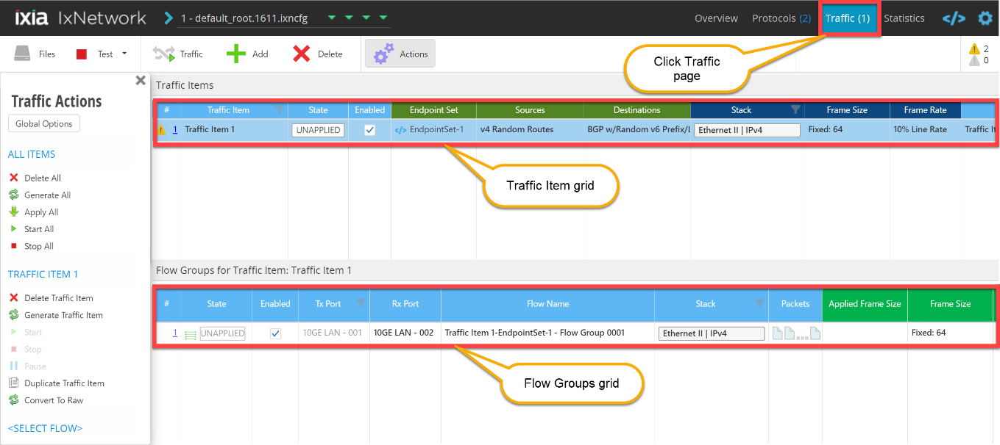 ixia IxNetwork 1 - default_root.1611.ixncfg Overview Protocols (2) Traffic (1) Statistics </>
Files Test Traffic Add Delete Actions 2
0
Click Traffic
page
Traffic Actions
Global Options
ALL ITEMS
Delete All
Generate All
Apply All
Start All
Stop All
TRAFFIC ITEM 1
Delete Traffic Item
Generate Traffic Item
Start
Stop
Pause
Duplicate Traffic Item
Convert To Raw
<SELECT FLOW>
Traffic Items
# Traffic Item State Enabled Endpoint Set Sources Destinations Stack Frame Size Frame Rate
1 Traffic Item 1 UNAPPLIED </> EndpointSet-1 v4 Random Routes BGP w/Random v6 Prefix/L Ethernet II | IPv4 Fixed: 64 10% Line Rate Traffic It
Traffic Item grid
Flow Groups for Traffic Item: Traffic Item 1
# State Enabled Tx Port Rx Port Flow Name Stack Packets Applied Frame Size Frame Size
1 UNAPPLIED 10GE LAN - 001 10GE LAN - 002 Traffic Item 1-EndpointSet-1 - Flow Group 0001 Ethernet II | IPv4 ... Fixed: 64
Flow Groups grid